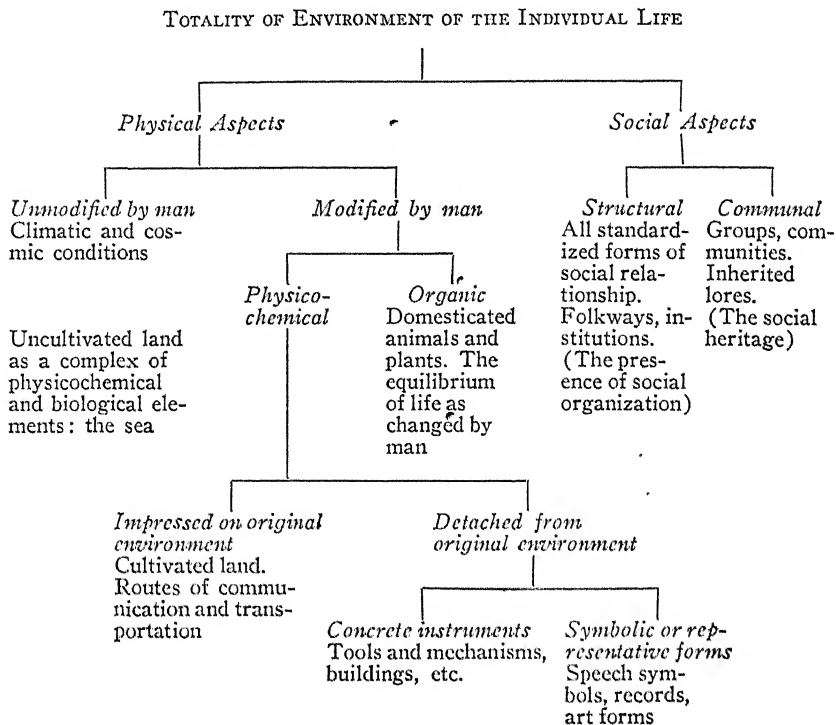 TOTALITY OF ENVIRONMENT OF THE INDIVIDUAL LIFE
Physical Aspects
Social Aspects
Unmodified by man
Climatic and cos-
mic conditions
Uncultivated land
as a complex of
physicochemical
and biological ele-
ments: the sea
Modified by man
Physico-
chemical
Organic
Domesticated
animals and
plants. The
equilibrium
of life as
changed by
man
Structural
All standard-
ized forms of
social rela-
tionship.
Folkways, in-
stitutions.
(The pres-
ence of social
organization)
Communal
Groups, com-
munities.
Inherited
lores.
(The social
heritage)
Impressed on original
environment
Cultivated land.
Routes of commu-
nication and trans-
portation
Detached from
original environment
Concrete instruments
Tools and mechanisms,
buildings, etc.
Symbolic or rep-
resentative forms
Speech sym-
bols, records,
art forms